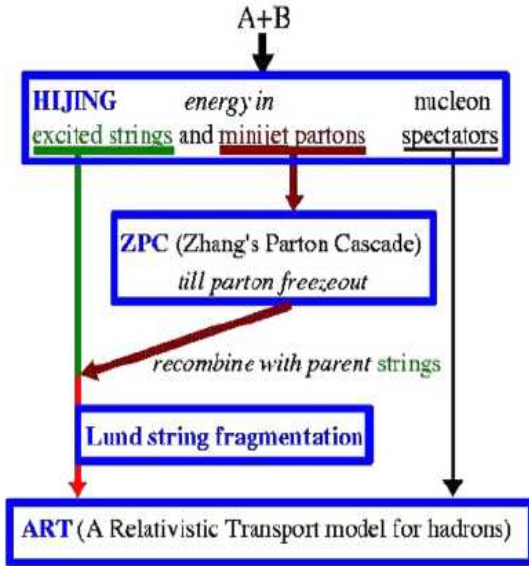 A+B
HIJING energy in nucleon
excited strings and minijet partons spectators
ZPC (Zhang's Parton Cascade)
till parton freezeout
recombine with parent strings
Lund string fragmentation
ART (A Relativistic Transport model for hadrons)